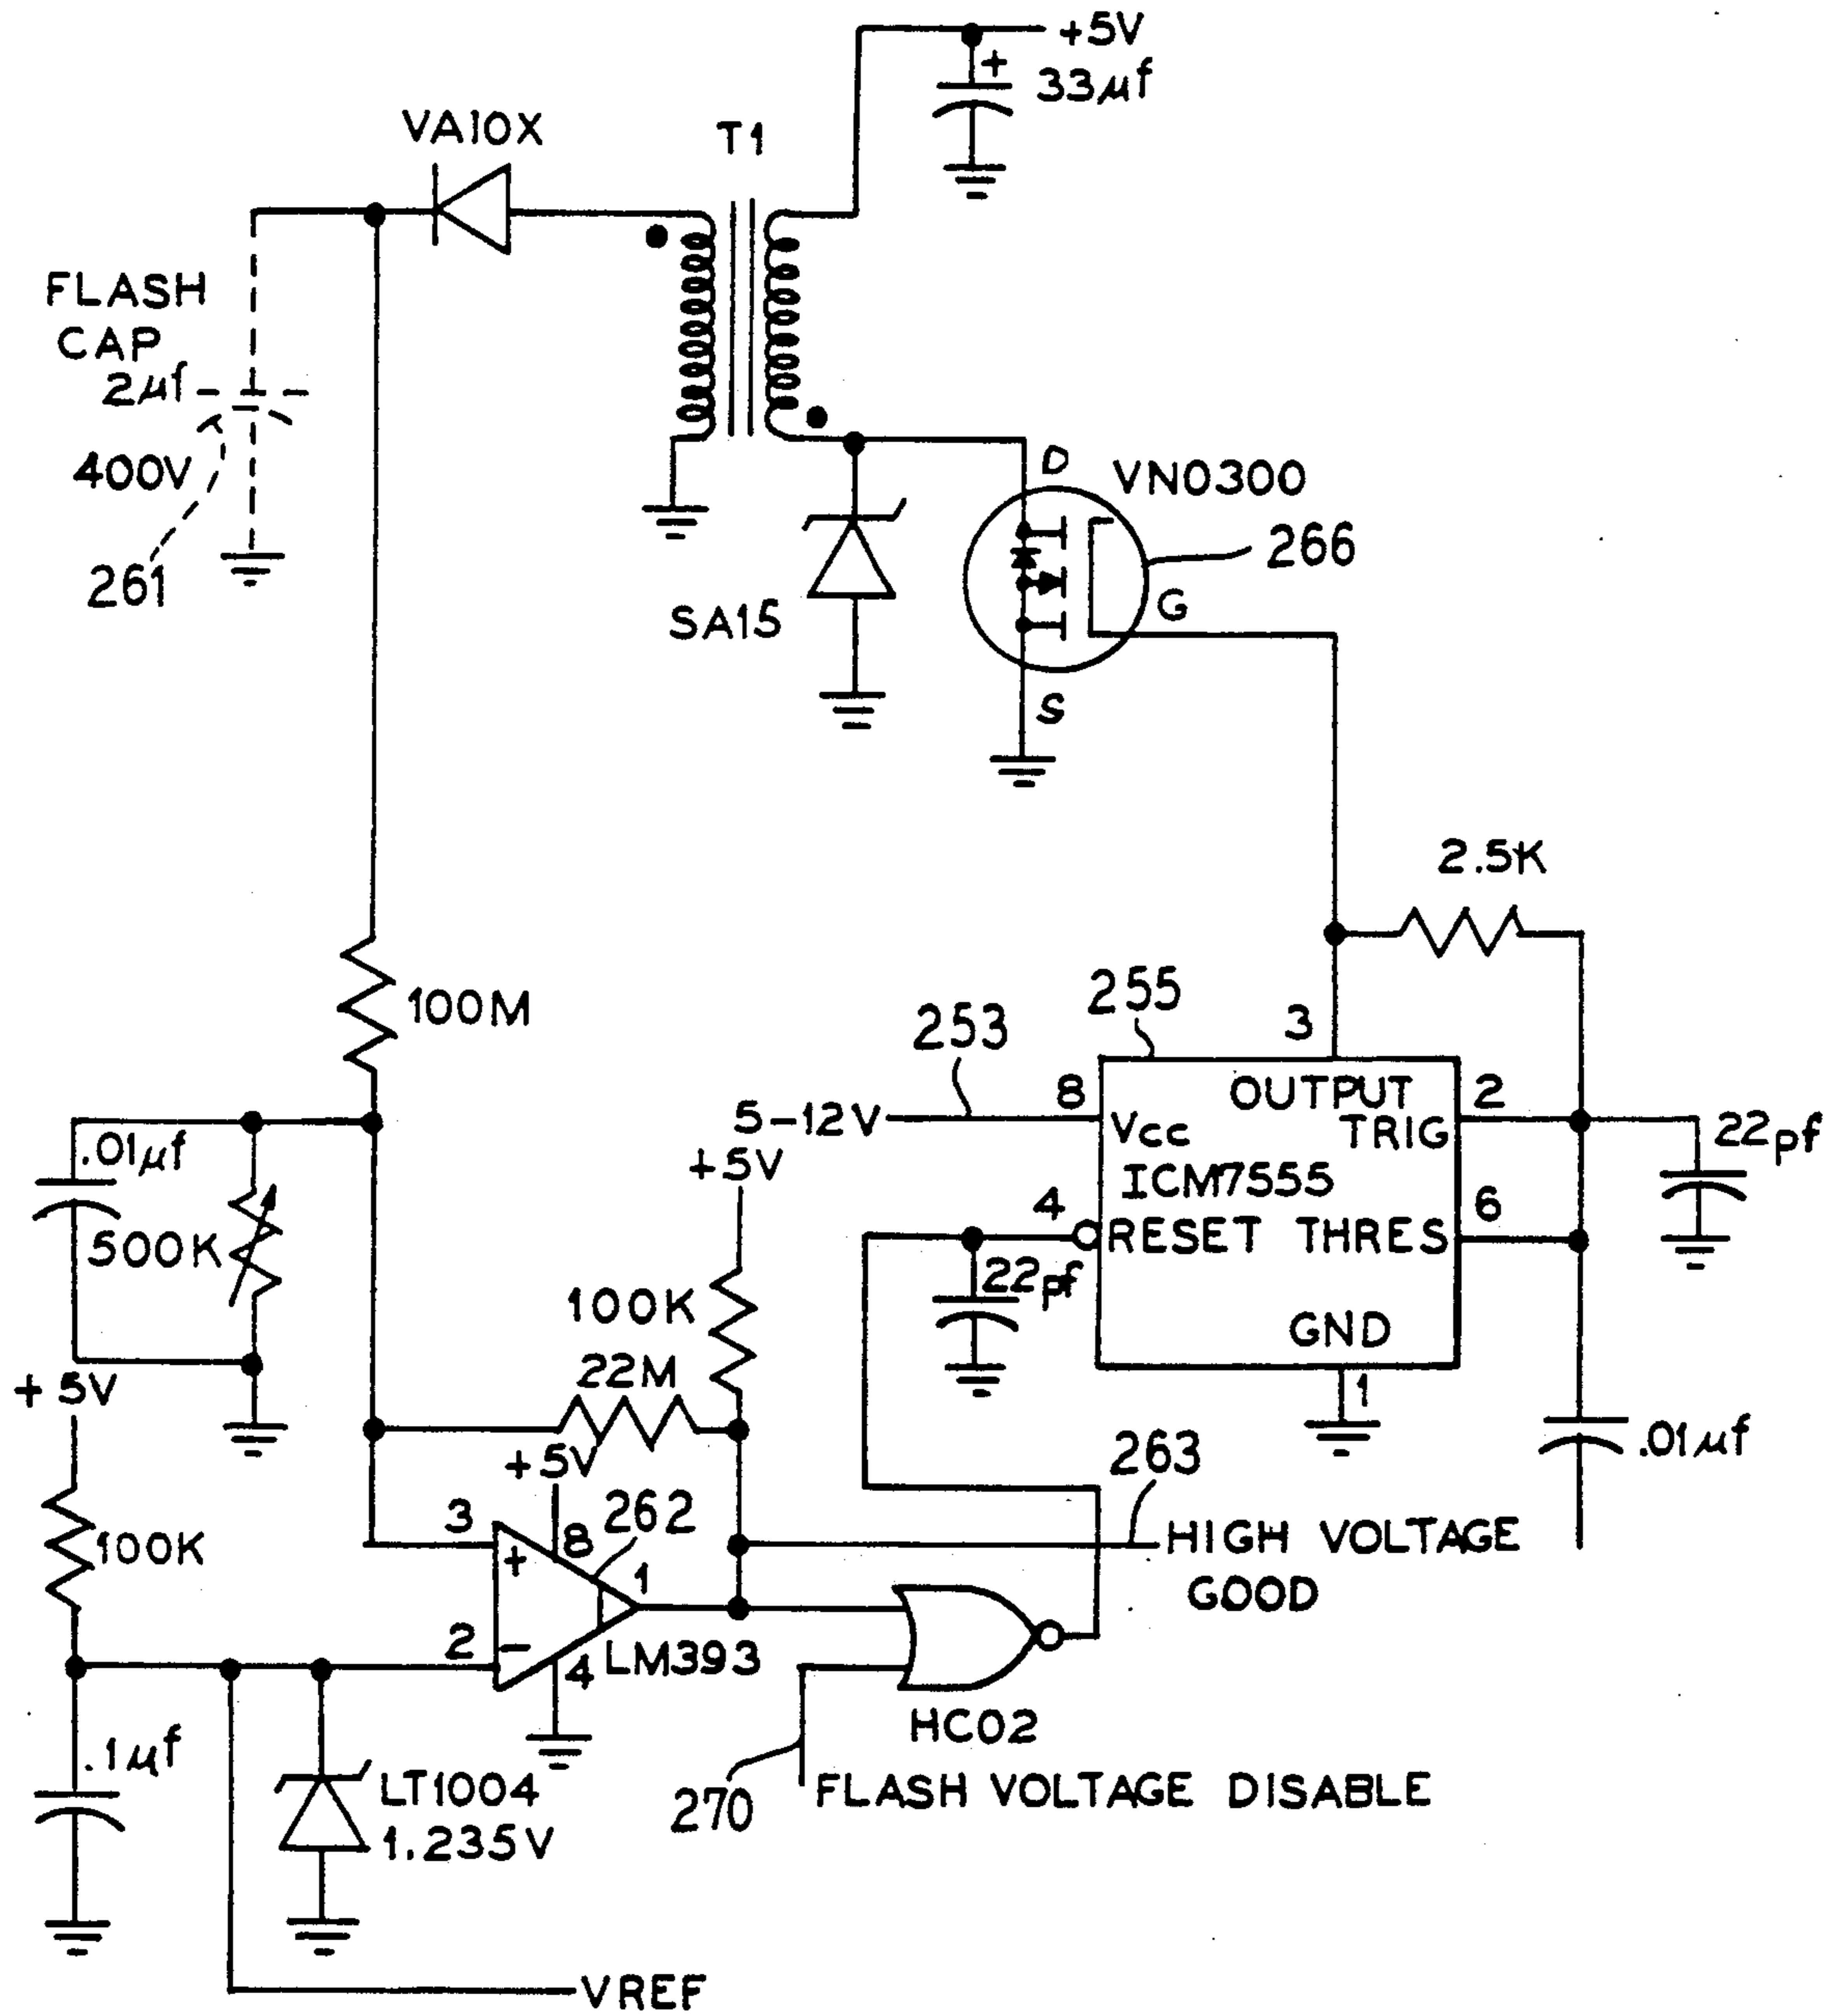 +5V
+
33µf
VA10X
T1
FLASH
CAP
2µf
400V
261
D
VN0300
266
G
SA15
S
2.5K
100M
255
253
3
5-12V
8
VCC
OUTPUT
TRIG
2
22pf
ICM7555
+5V
.01µf
500K
4
RESET
THRES
6
22pf
100K
GND
1
22M
+5V
.01µf
263
+5V
262
3
+
8
1
HIGH VOLTAGE
GOOD
100K
2
-
4
LM393
HC02
.1µf
LT1004
1.235V
270
FLASH VOLTAGE DISABLE
VREF